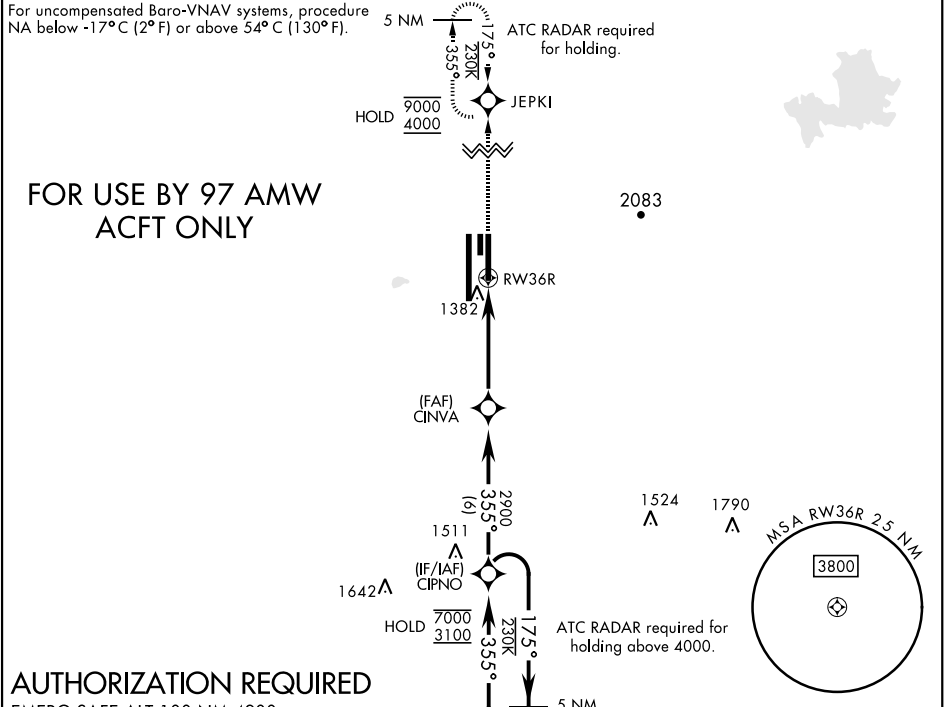 For uncompensated Baro-VNAV systems, procedure
NA below -17° C (2° F) or above 54° C (130° F).
5 NM
175°
ATC RADAR required
for holding.
355°
230K
JEPKI
HOLD
9000
4000
FOR USE BY 97 AMW
ACFT ONLY
2083
RW36R
1382
(FAF)
CINVA
2900
355°
(6)
1511
1524
1790
MSA RW36R 25 NM
3800
(IF/IAF)
CIPNO
1642
HOLD
7000
3100
355°
230K
175°
ATC RADAR required for
holding above 4000.
AUTHORIZATION REQUIRED
5 NM